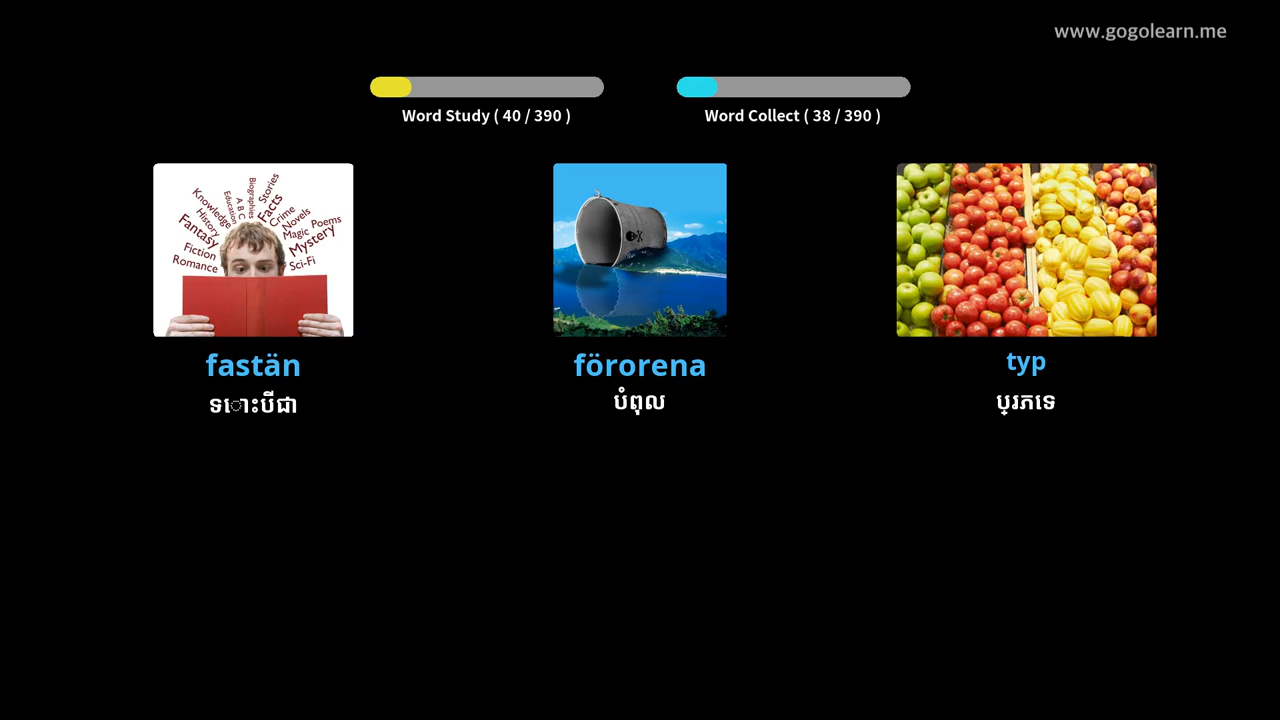 www.gogolearn.me
Word Study ( 40 / 390 )
Word Collect ( 38 / 390 )
Knowledge
History
Fantasy
Fiction
Romance
Education
A B C
Biographies
Stories
Facts
Crime
Novels
Magic
Poems
Mystery
Sci-Fi
fastän
förorena
typ
ទោះបីជា
បំពុល
ប្រភទេ